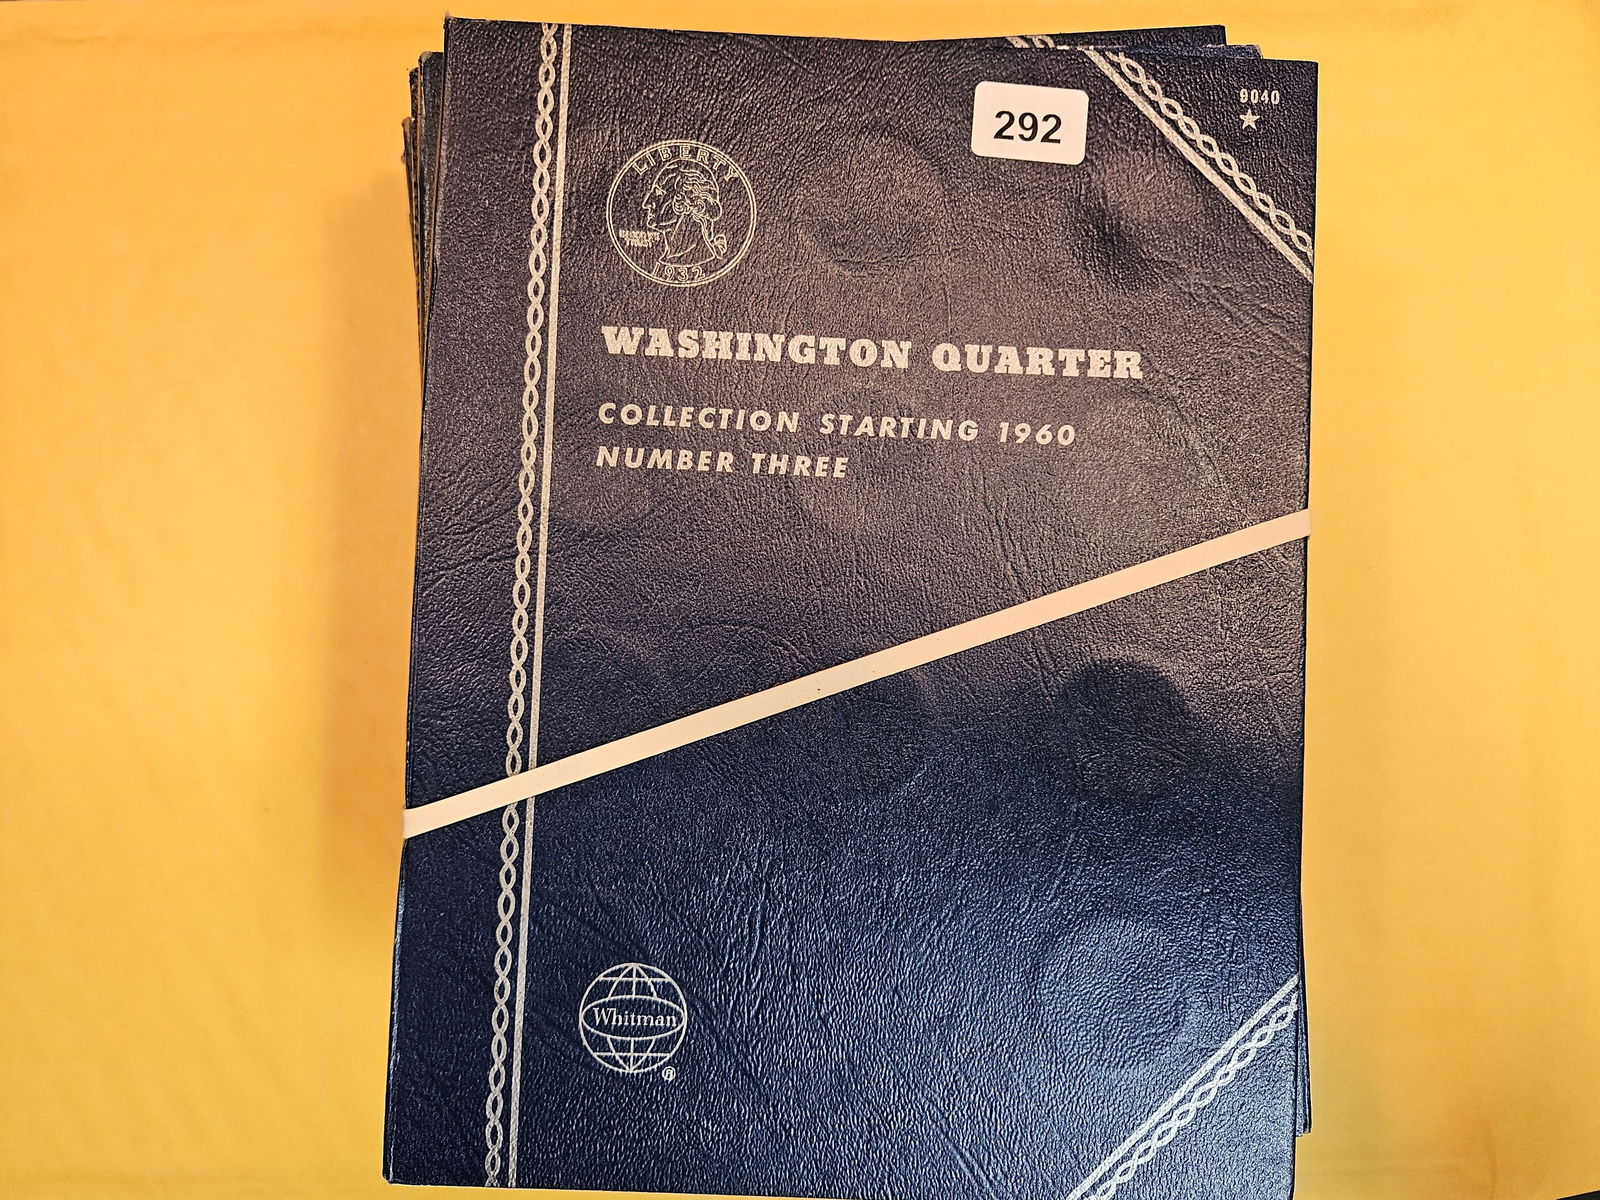 9040
292
LIBERTY
1932
WASHINGTON QUARTER
COLLECTION STARTING 1960
NUMBER THREE
Whitman
®